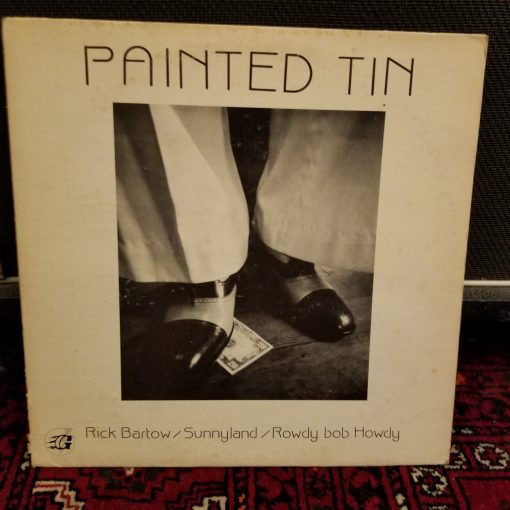 PAINTED TIN
Rick Bartow/Sunnyland/Rowdy bob Howdy